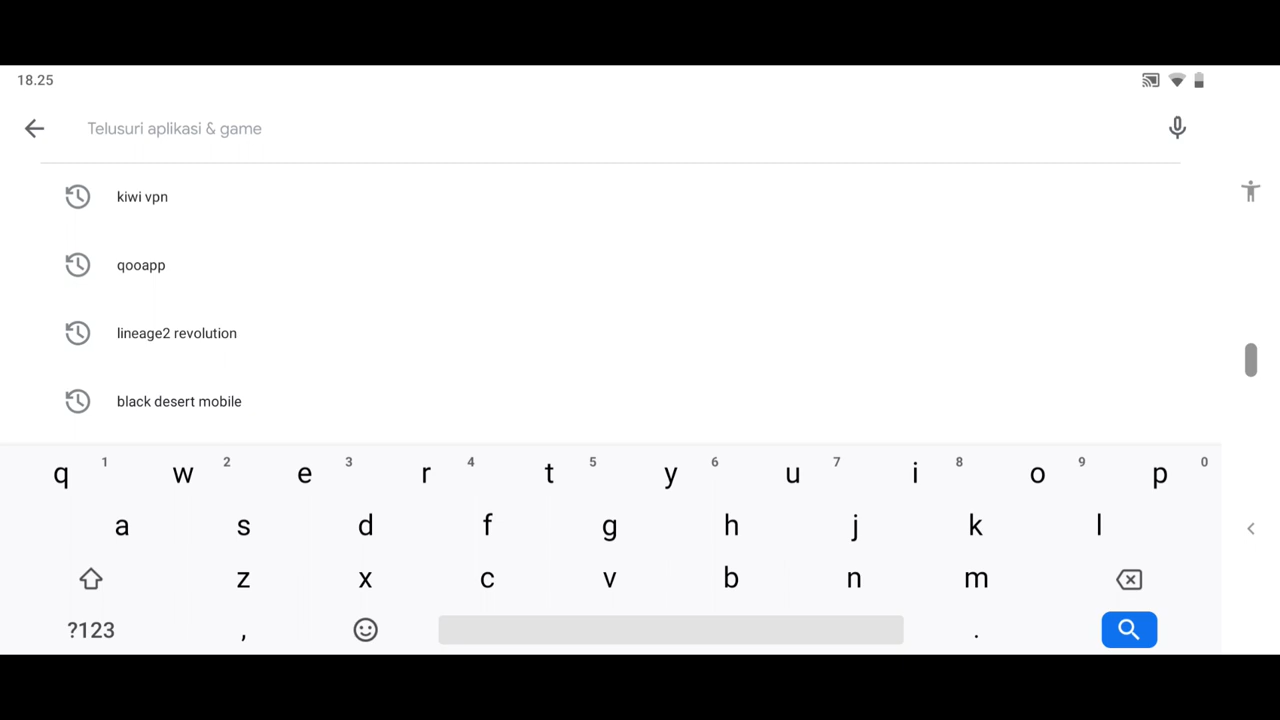 18.25
Telusuri aplikasi & game
kiwi vpn
qooapp
lineage2 revolution
black desert mobile
q 1 w 2 e 3 r 4 t 5 y 6 u 7 i 8 o 9 p 0
a s d f g h j k l
z x c v b n m
?123 , .